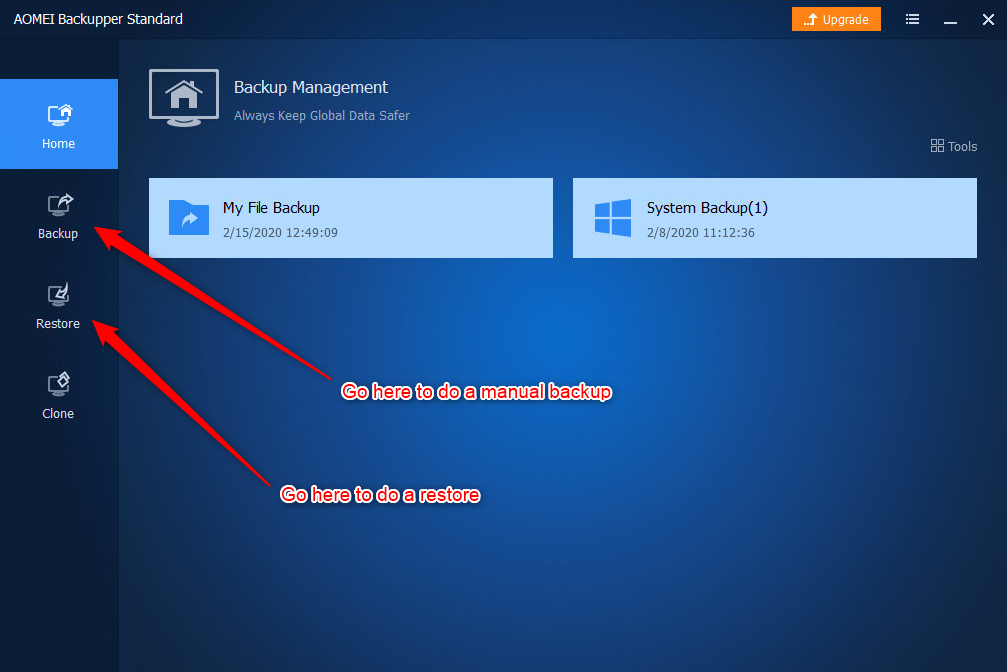 AOMEI Backupper Standard
Upgrade
Home
Backup
Restore
Clone
Backup Management
Always Keep Global Data Safer
Tools
My File Backup
2/15/2020 12:49:09
System Backup(1)
2/8/2020 11:12:36
Go here to do a manual backup
Go here to do a restore